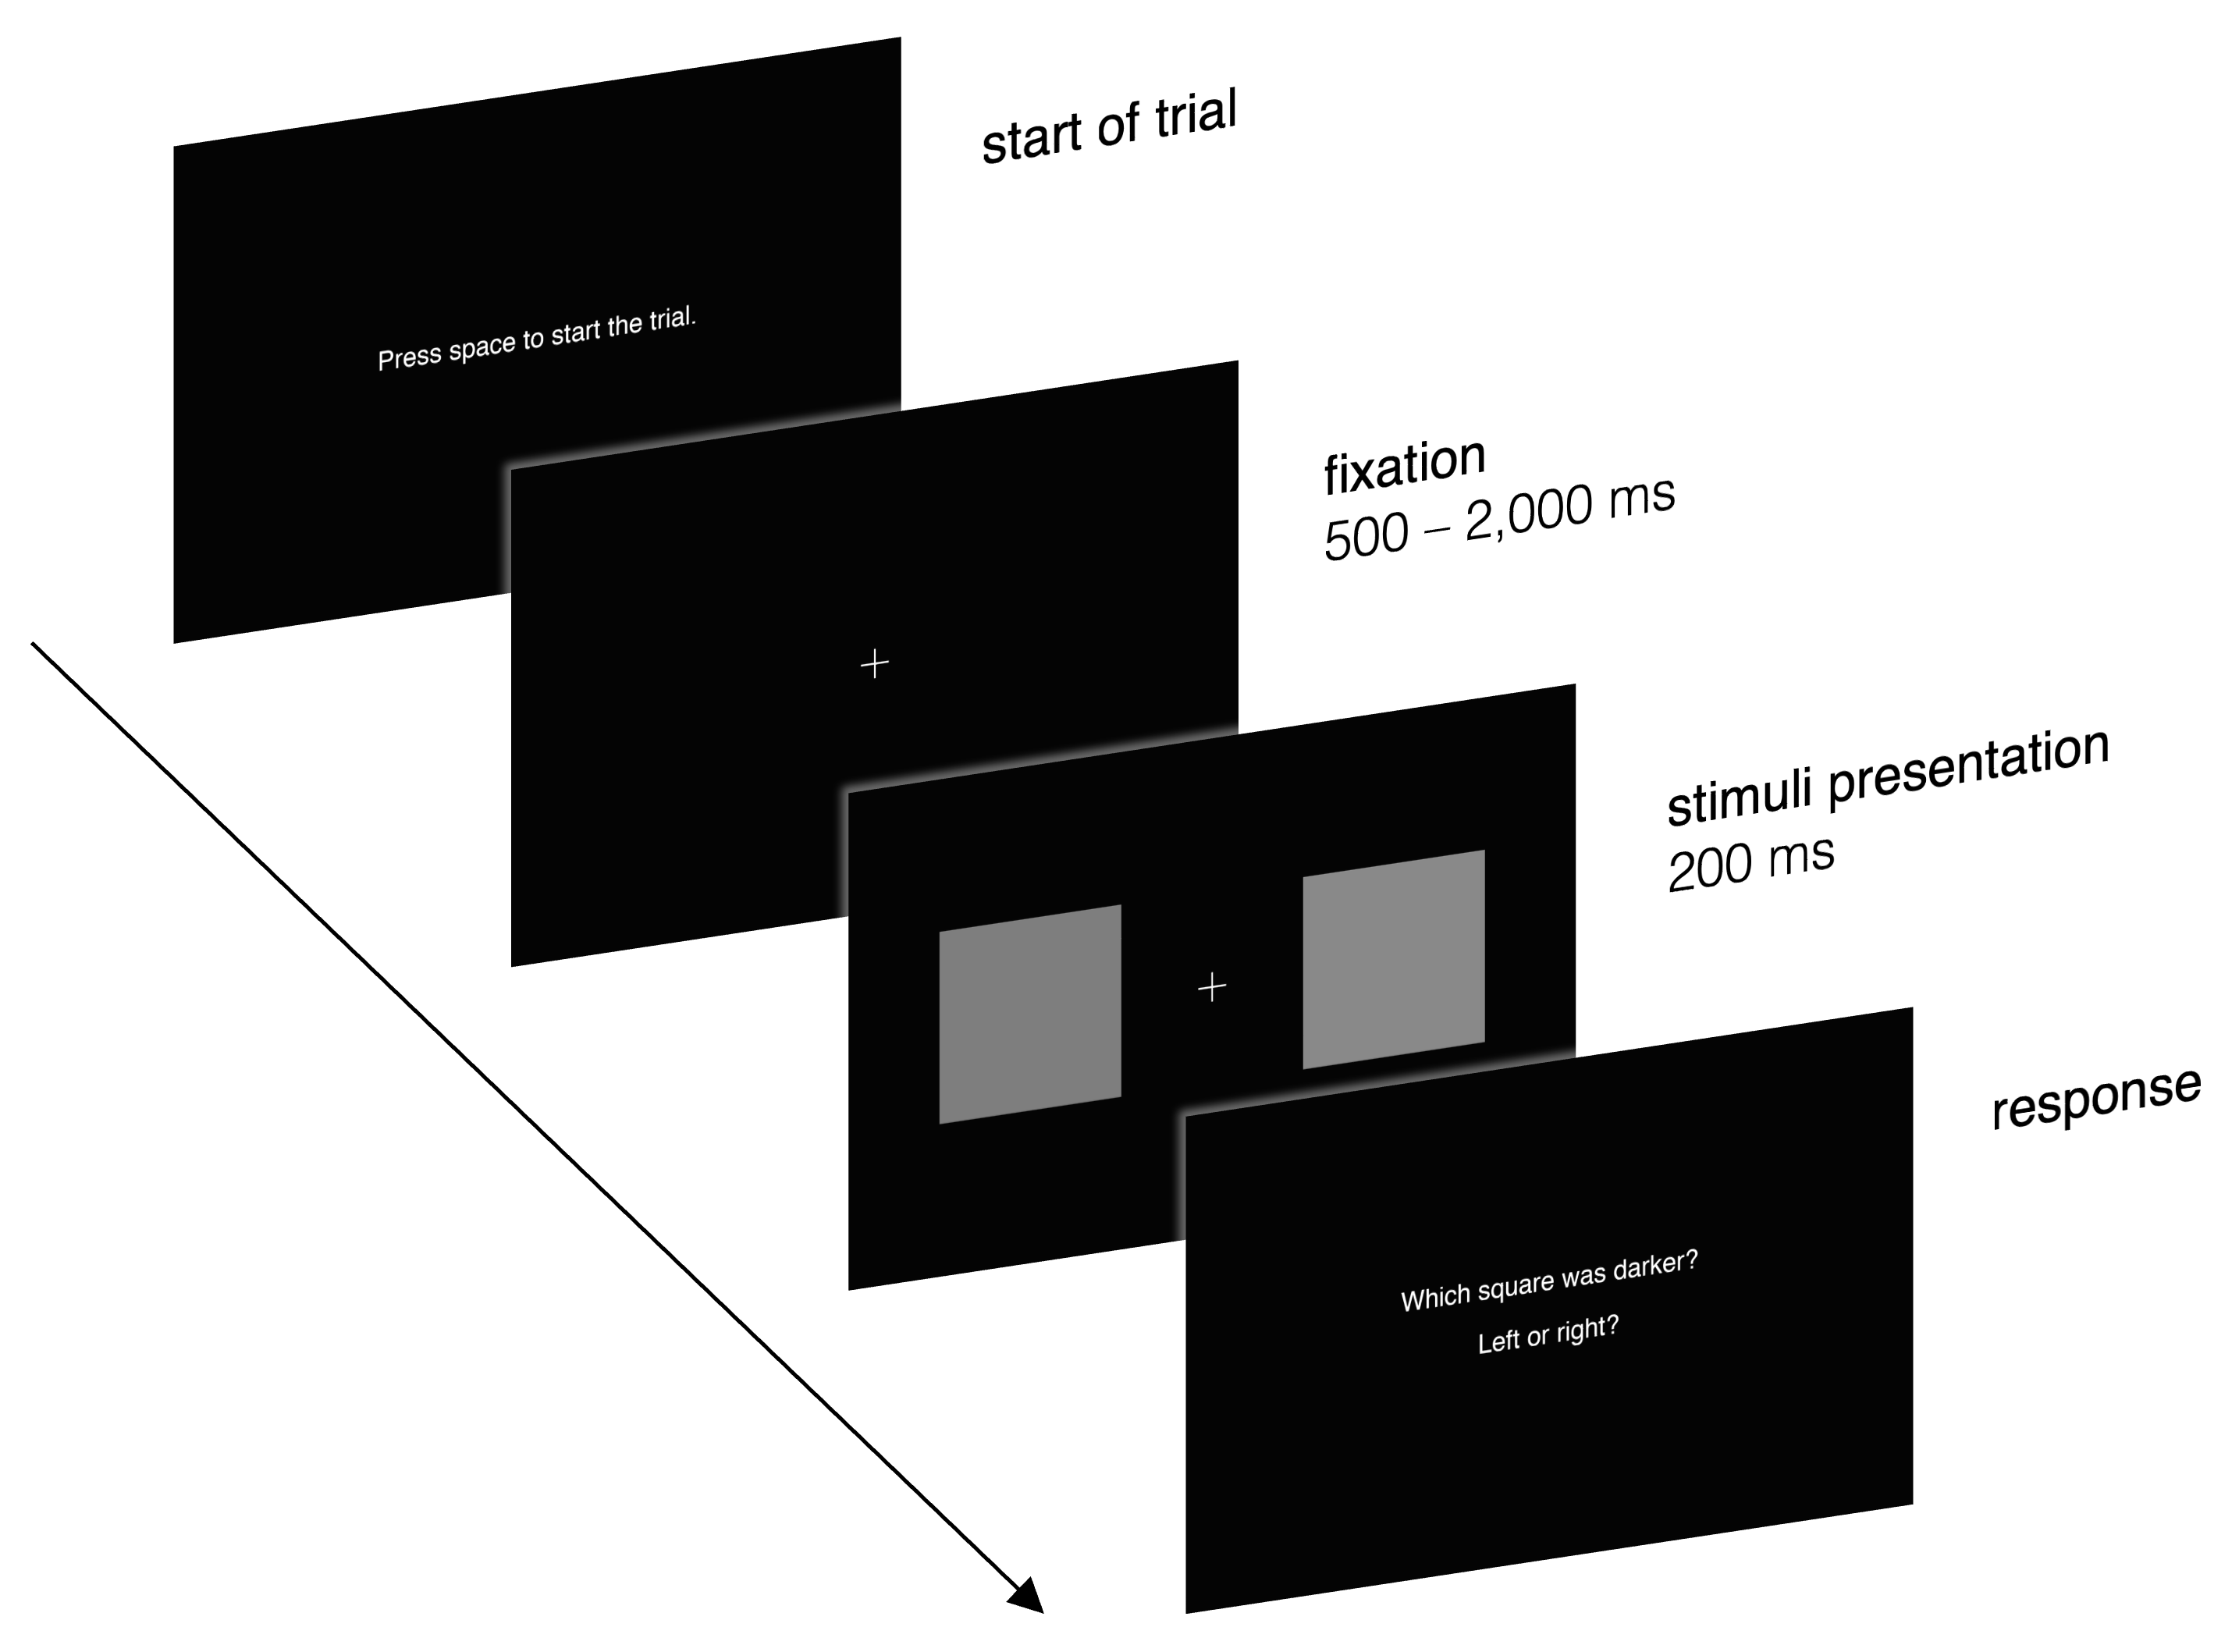 start of trial
Press space to start the trial.
fixation
500 – 2,000 ms
stimuli presentation
200 ms
response
Which square was darker?
Left or right?